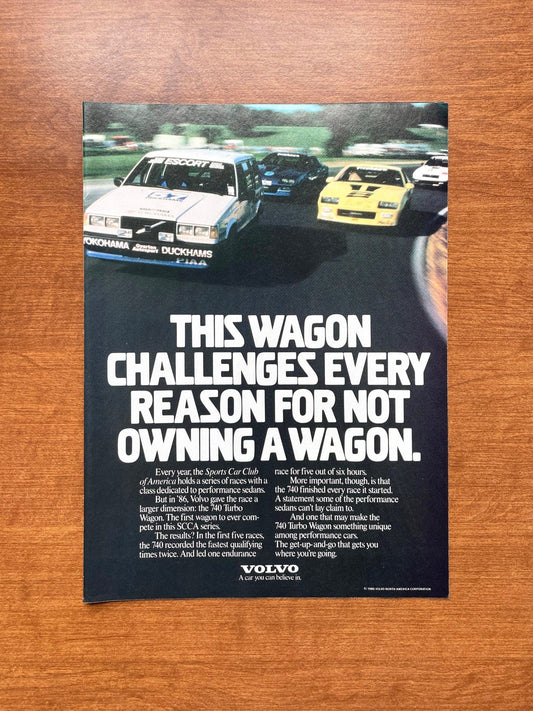 ESCORT
YOKOHAMA
DUCKHAMS
PIAA
THIS WAGON
CHALLENGES EVERY
REASON FOR NOT
OWNING A WAGON.
Every year, the Sports Car Club
of America holds a series of races with a
class dedicated to performance sedans.
But in '86, Volvo gave the race a
larger dimension: the 740 Turbo
Wagon. The first wagon to ever com-
pete in this SCCA series.
The results? In the first five races,
the 740 recorded the fastest qualifying
times twice. And led one endurance
race for five out of six hours.
More important, though, is that
the 740 finished every race it started.
A statement some of the performance
sedans can't lay claim to.
And one that may make the
740 Turbo Wagon something unique
among performance cars.
The get-up-and-go that gets you
where you're going.
VOLVO
A car you can believe in.
VOLVO NORTH AMERICA CORPORATION